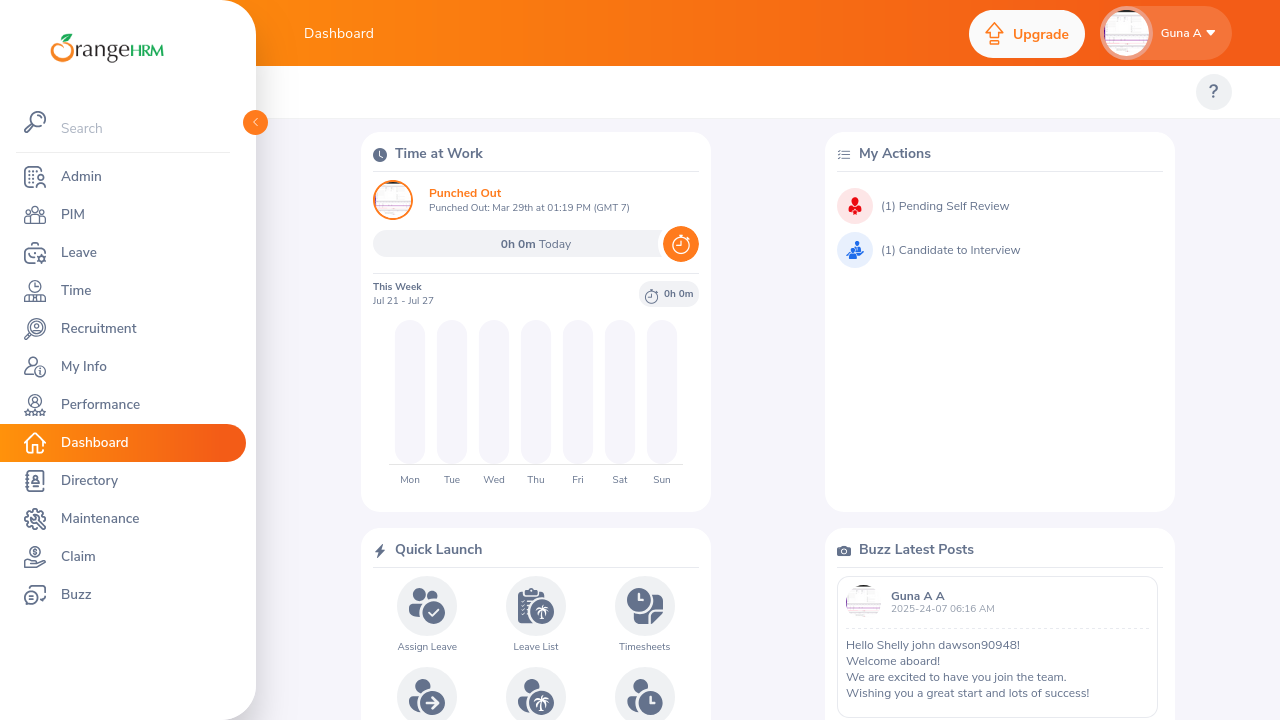 OrangeHRM
Search
Admin
PIM
Leave
Time
Recruitment
My Info
Performance
Dashboard
Directory
Maintenance
Claim
Buzz
Dashboard
Upgrade
Guna A
?
Time at Work
Punched Out
Punched Out: Mar 29th at 01:19 PM (GMT 7)
0h 0m Today
This Week
Jul 21 - Jul 27
0h 0m
Mon Tue Wed Thu Fri Sat Sun
My Actions
(1) Pending Self Review
(1) Candidate to Interview
Quick Launch
Assign Leave
Leave List
Timesheets
Buzz Latest Posts
Guna A A
2025-24-07 06:16 AM
Hello Shelly john dawson90948!
Welcome aboard!
We are excited to have you join the team.
Wishing you a great start and lots of success!